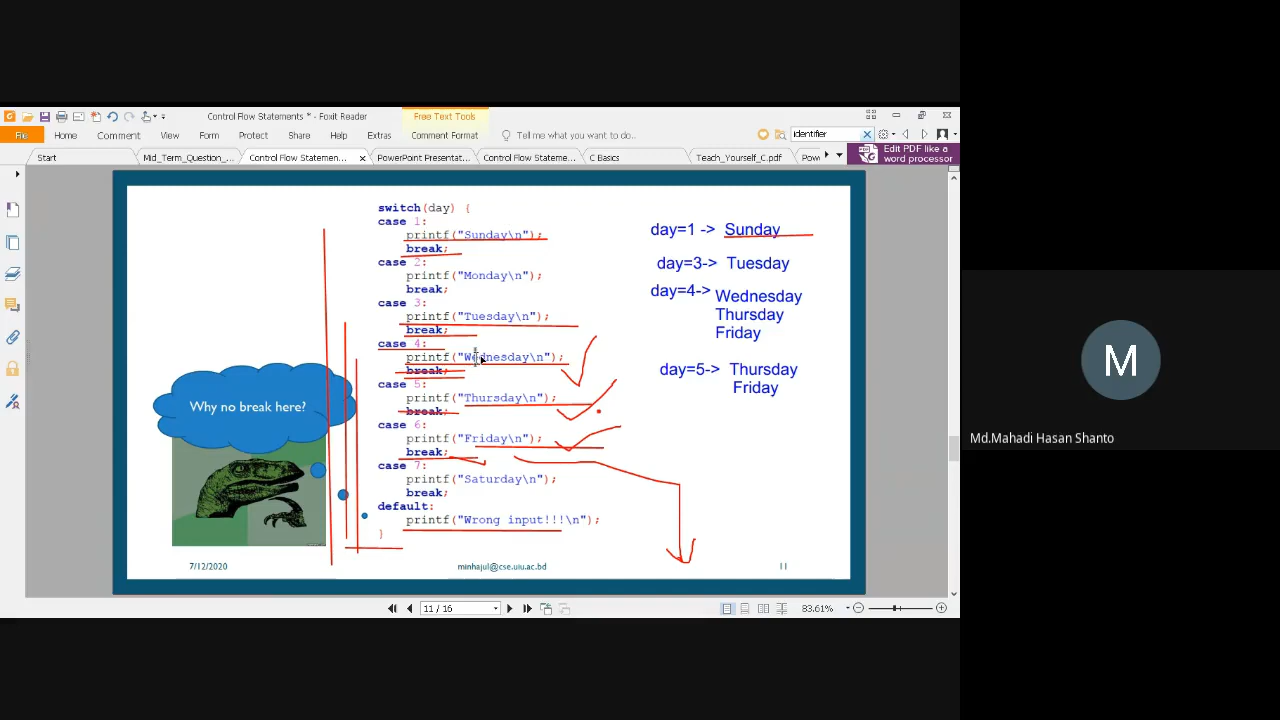 Control Flow Statements * - Foxit Reader
Free Text Tools
File
Home
Comment
View
Form
Protect
Share
Help
Extras
Comment Format
Tell me what you want to do..
identifier
Start
Mid_Term_Question_...
Control Flow Statemen...
PowerPoint Presentat...
Control Flow Stateme...
C Basics
Teach_Yourself_C.pdf
Pow
Edit PDF like a
word processor
switch(day) {
case 1:
printf("Sunday\n");
break;
case 2:
printf("Monday\n");
break;
case 3:
printf("Tuesday\n");
break;
case 4:
printf("Wednesday\n");
break;
case 5:
printf("Thursday\n");
break;
case 6:
printf("Friday\n");
break;
case 7:
printf("Saturday\n");
break;
default:
printf("Wrong input!!!\n");
}
day=1 -> Sunday
day=3-> Tuesday
day=4-> Wednesday
Thursday
Friday
day=5-> Thursday
Friday
Why no break here?
7/12/2020
minhajul@cse.uiu.ac.bd
11
11 / 16
83.61%
M
Md.Mahadi Hasan Shanto